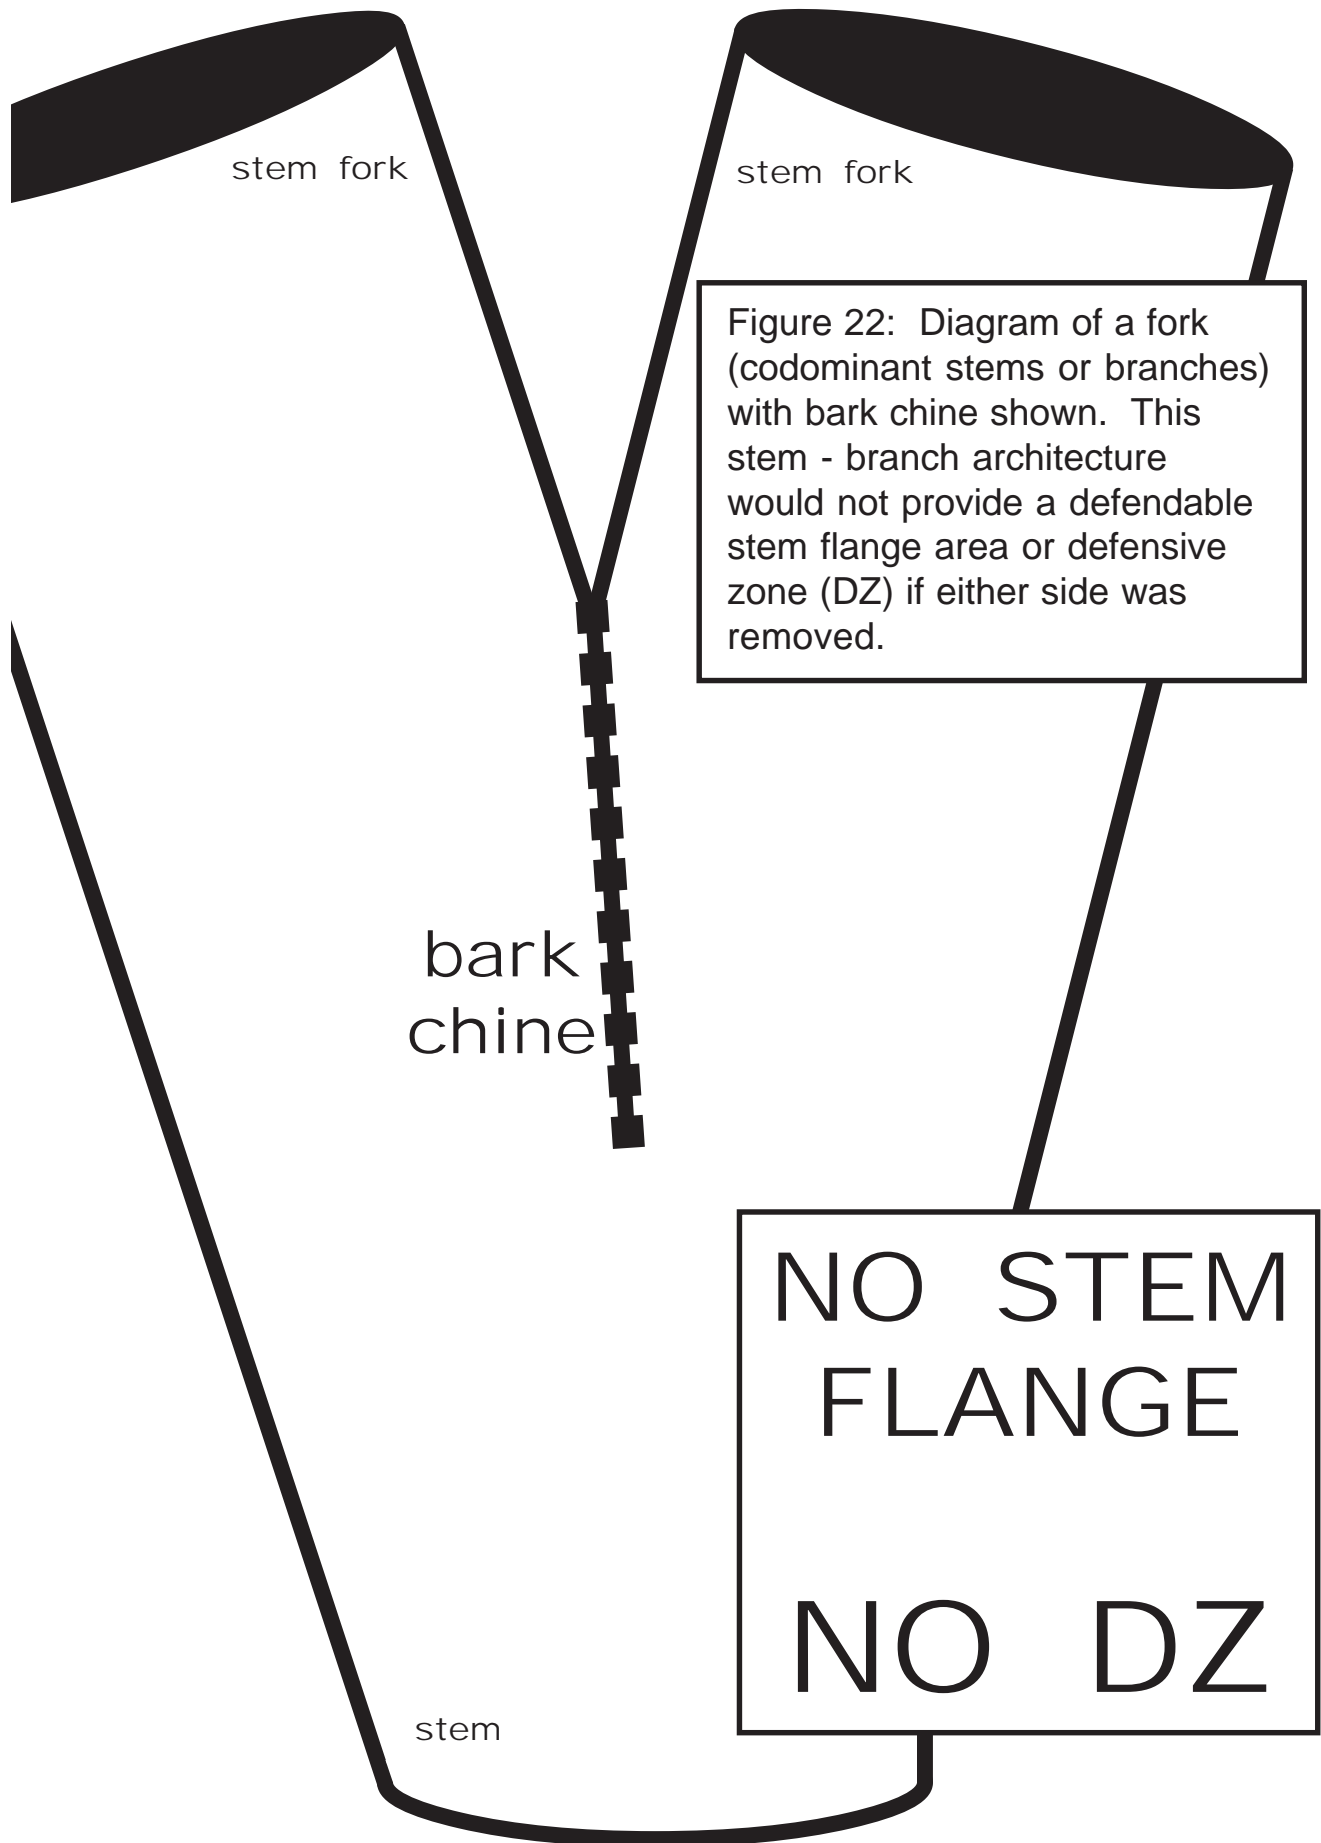 stem fork
stem fork
Figure 22:  Diagram of a fork
(codominant stems or branches)
with bark chine shown.  This
stem - branch architecture
would not provide a defendable
stem flange area or defensive
zone (DZ) if either side was
removed.
bark
chine
NO STEM
FLANGE
NO DZ
stem